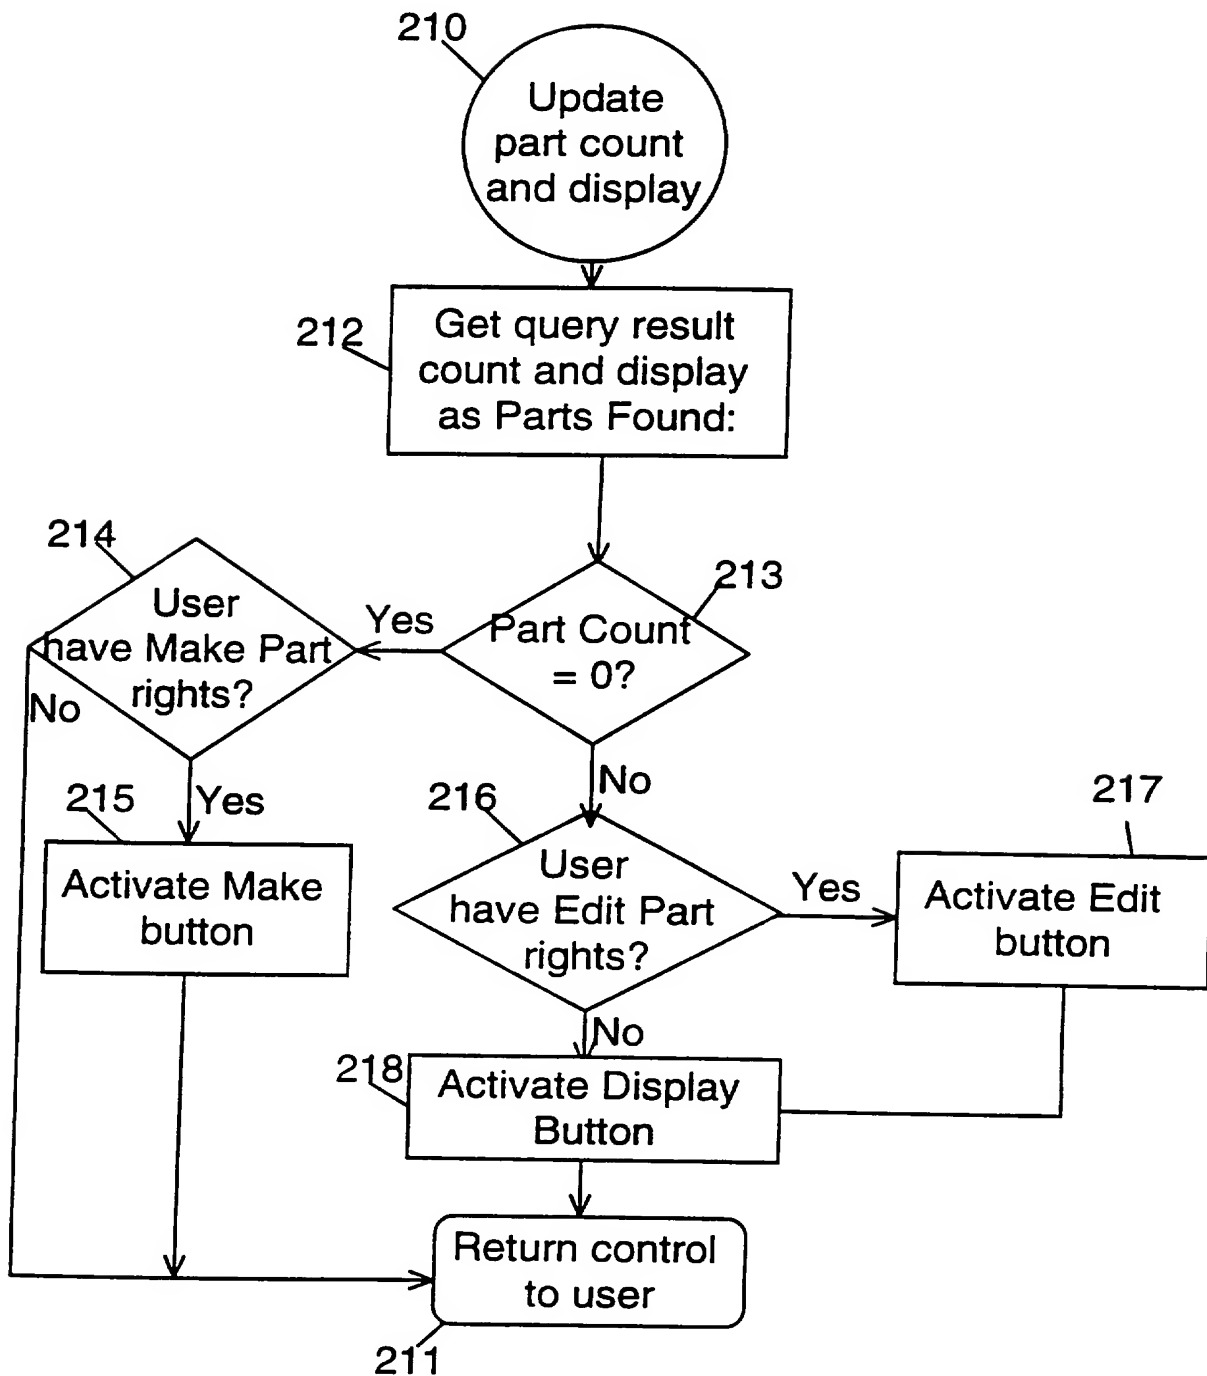 210
Update
part count
and display
212
Get query result
count and display
as Parts Found:
214
User
have Make Part
rights?
Yes
213
Part Count
= 0?
No
No
215
Yes
Activate Make
button
216
User
have Edit Part
rights?
Yes
217
Activate Edit
button
No
218
Activate Display
Button
Return control
to user
211